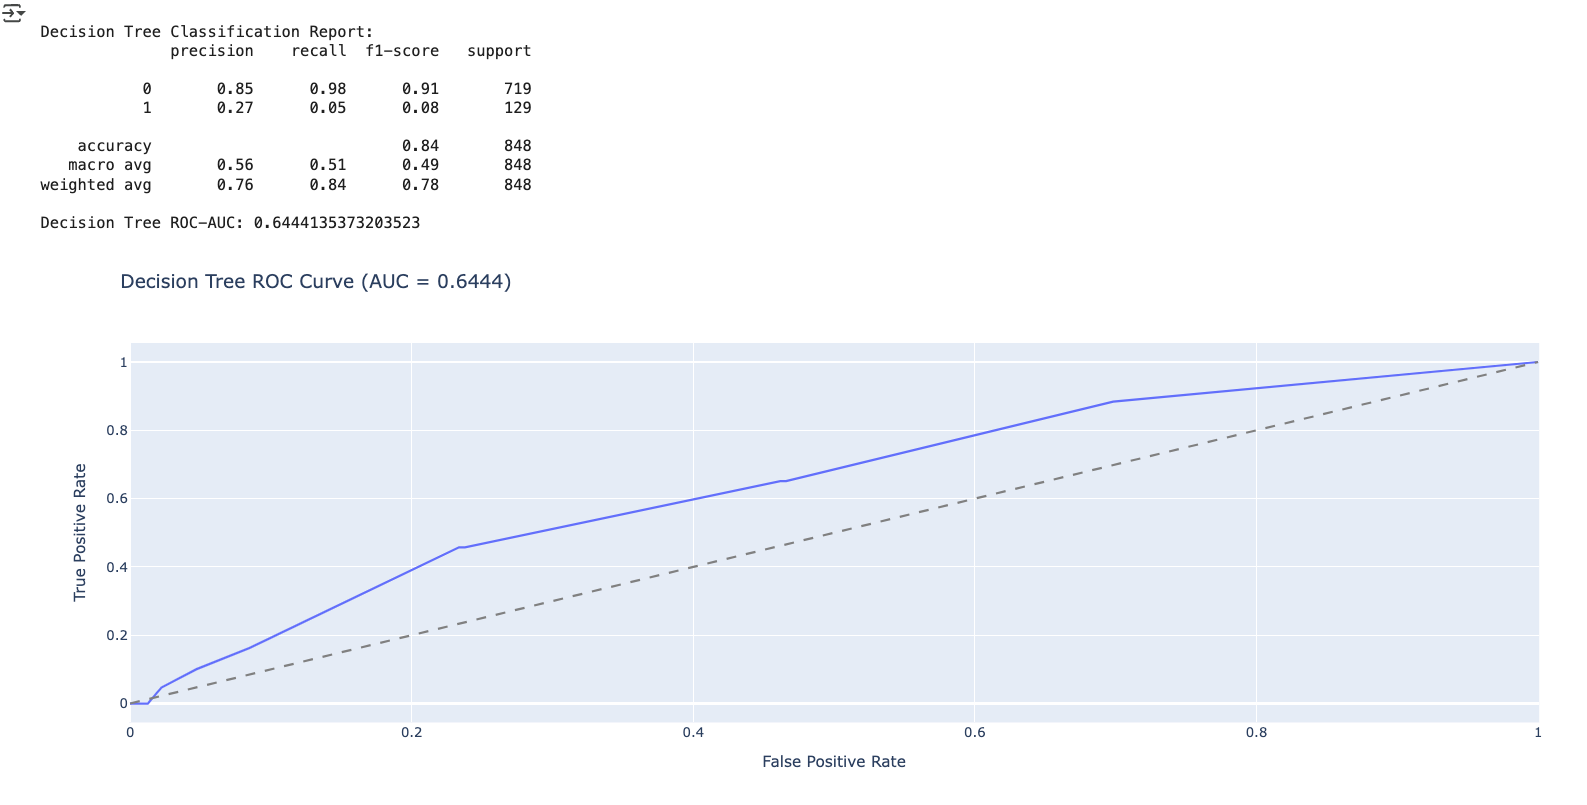 Decision Tree Classification Report:
precision recall f1-score support
0 0.85 0.98 0.91 719
1 0.27 0.05 0.08 129
accuracy 0.84 848
macro avg 0.56 0.51 0.49 848
weighted avg 0.76 0.84 0.78 848
Decision Tree ROC-AUC: 0.6444135373203523
Decision Tree ROC Curve (AUC = 0.6444)
1
0.8
0.6
0.4
0.2
0
True Positive Rate
0 0.2 0.4 0.6 0.8 1
False Positive Rate